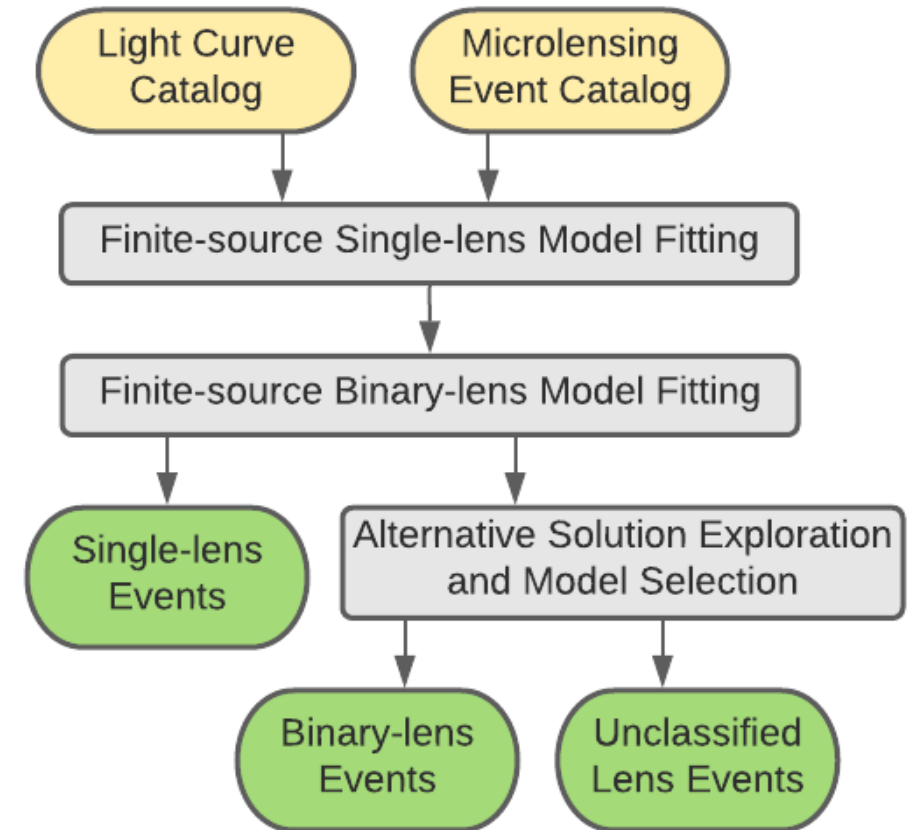 Light Curve
Catalog
Microlensing
Event Catalog
Finite-source Single-lens Model Fitting
Finite-source Binary-lens Model Fitting
Single-lens
Events
Alternative Solution Exploration
and Model Selection
Binary-lens
Events
Unclassified
Lens Events